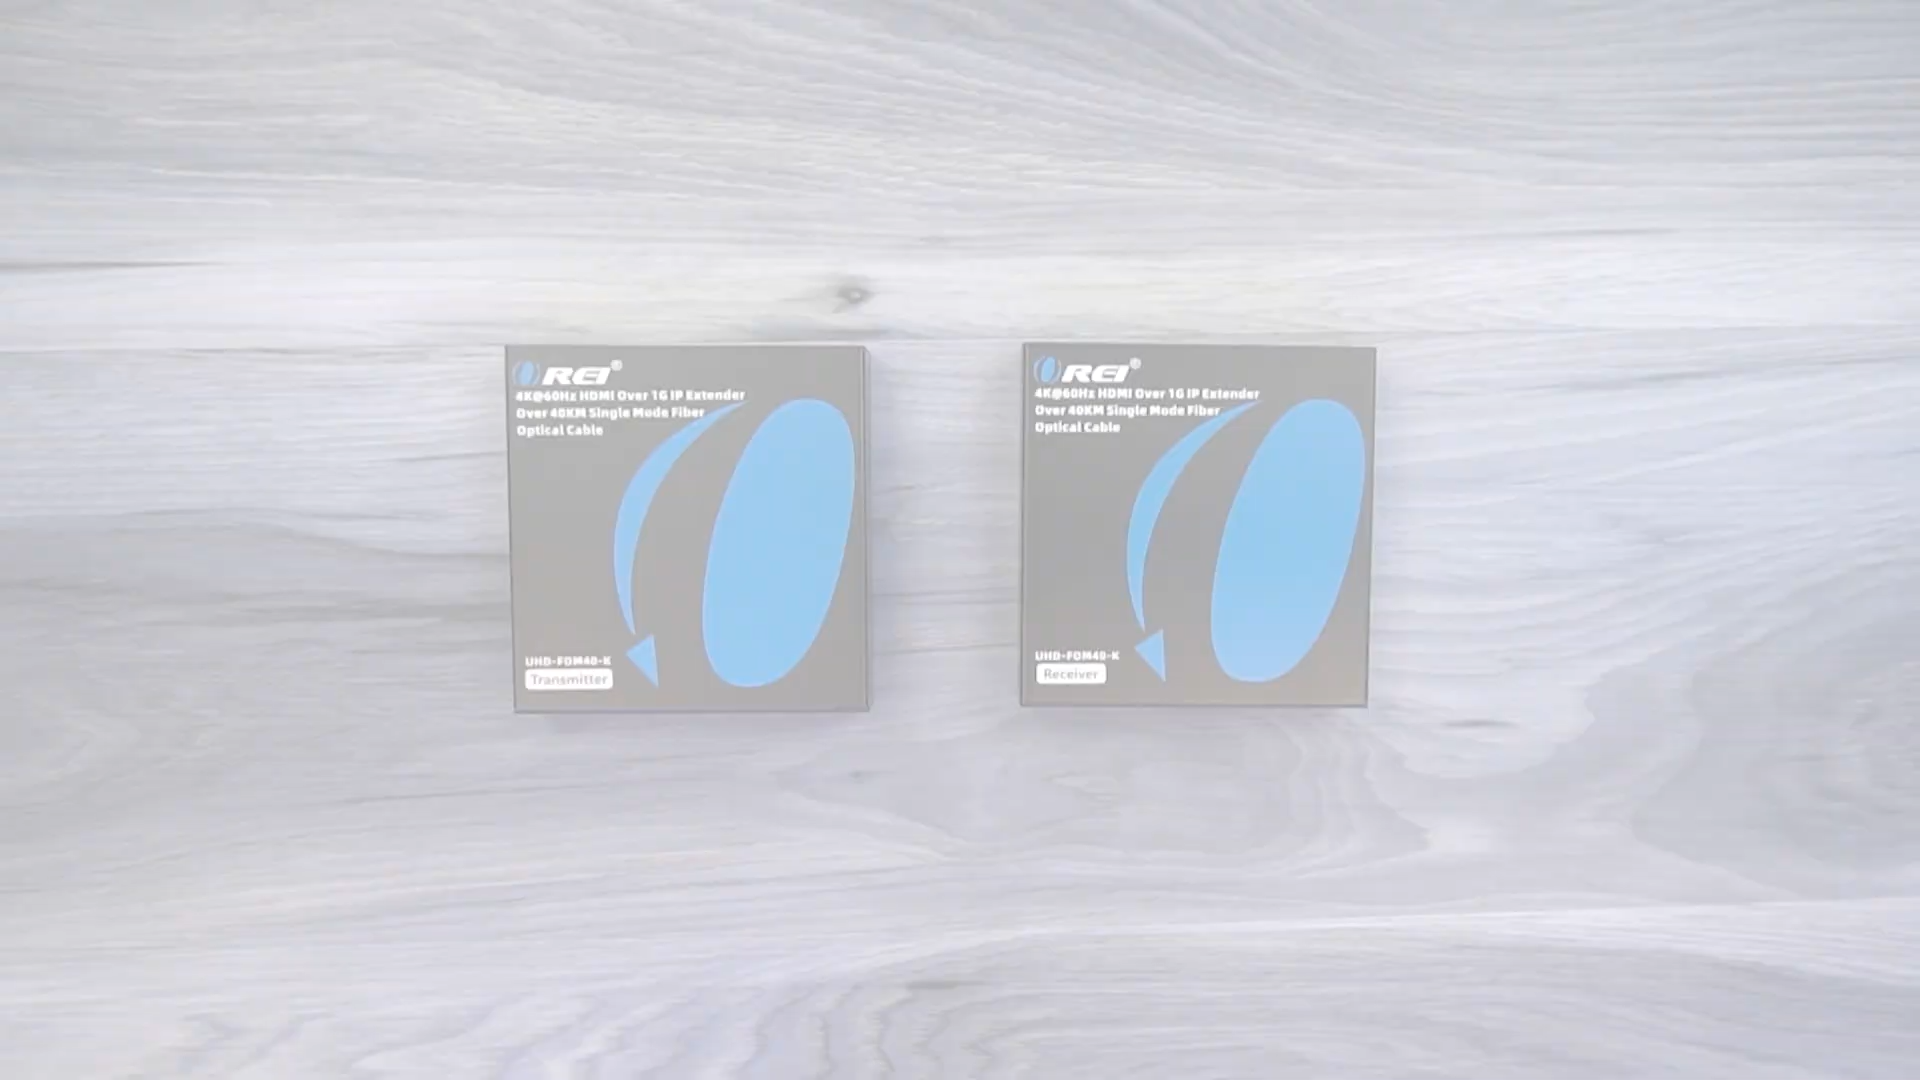 OREI®
4K@60Hz HDMI Over 1G IP Extender
Over 40KM Single Mode Fiber
Optical Cable
UHD-FOM40-K
Transmitter
OREI®
4K@60Hz HDMI Over 1G IP Extender
Over 40KM Single Mode Fiber
Optical Cable
UHD-FOM40-K
Receiver